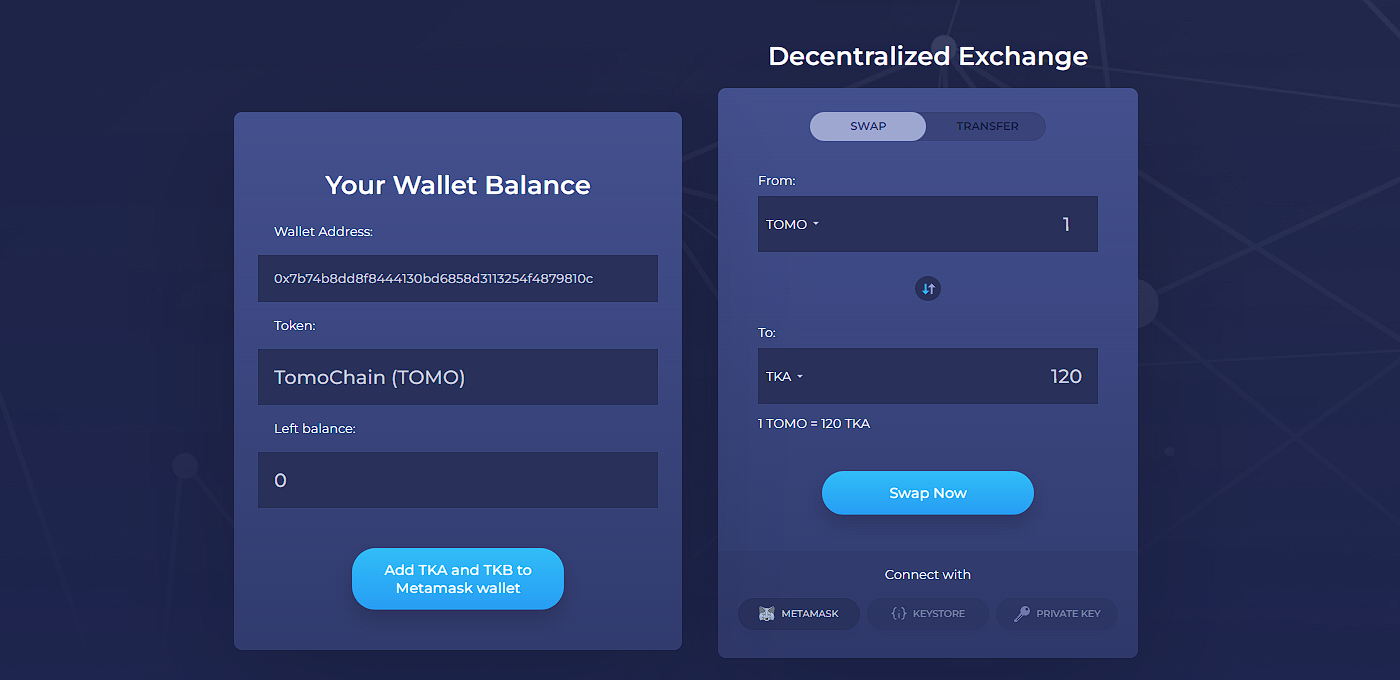 Your Wallet Balance
Wallet Address:
0x7b74b8dd8f8444130bd6858d3113254f4879810c
Token:
TomoChain (TOMO)
Left balance:
0
Add TKA and TKB to
Metamask wallet
Decentralized Exchange
SWAP TRANSFER
From:
TOMO 1
To:
TKA 120
1 TOMO = 120 TKA
Swap Now
Connect with
METAMASK KEYSTORE PRIVATE KEY